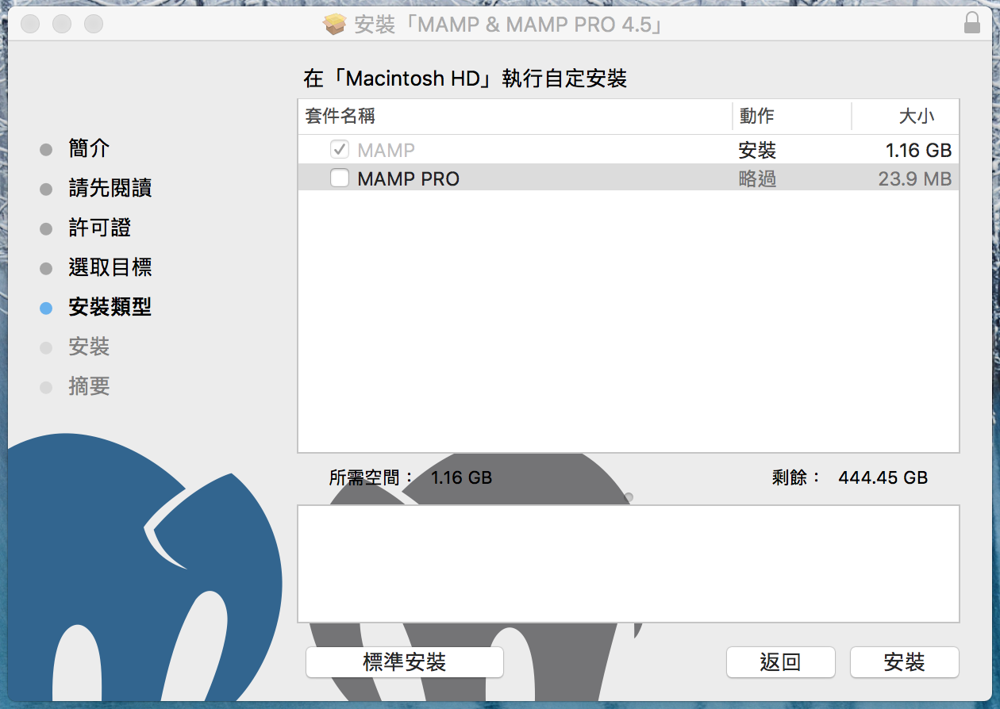 安裝「MAMP & MAMP PRO 4.5」
在「Macintosh HD」執行自定安裝
簡介
請先閱讀
許可證
選取目標
安裝類型
安裝
摘要
套件名稱 動作 大小
MAMP 安裝 1.16 GB
MAMP PRO 略過 23.9 MB
所需空間： 1.16 GB 剩餘： 444.45 GB
標準安裝 返回 安裝